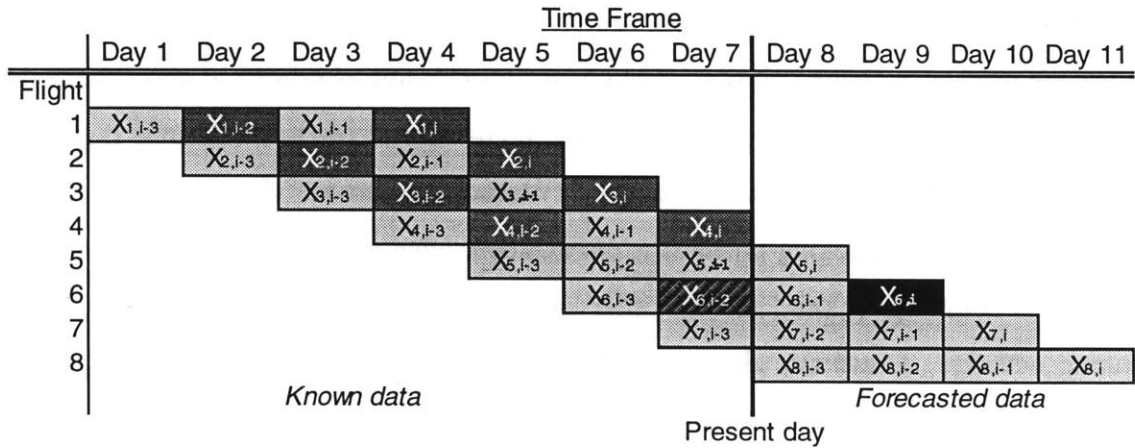 Time Frame
Day 1 Day 2 Day 3 Day 4 Day 5 Day 6 Day 7 Day 8 Day 9 Day 10 Day 11
Flight
1 X1,i-3 X1,i-2 X1,i-1 X1,i
2 X2,i-3 X2,i-2 X2,i-1 X2,i
3 X3,i-3 X3,i-2 X3,i-1 X3,i
4 X4,i-3 X4,i-2 X4,i-1 X4,i
5 X5,i-3 X5,i-2 X5,i-1 X5,i
6 X6,i-3 X6,i-2 X6,i-1 X6,i
7 X7,i-3 X7,i-2 X7,i-1 X7,i
8 X8,i-3 X8,i-2 X8,i-1 X8,i
Known data Forecasted data
Present day